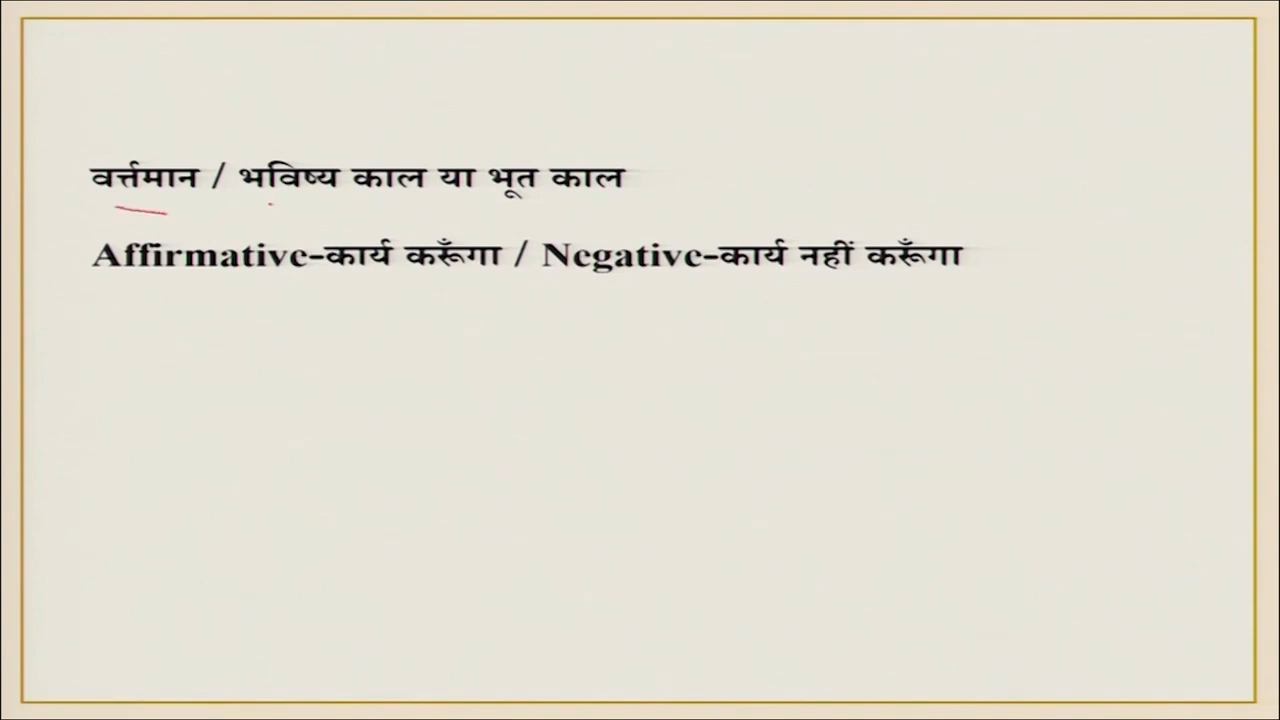 वर्त्तमान / भविष्य काल या भूत काल
Affirmative-कार्य करूँगा / Negative-कार्य नहीं करूँगा